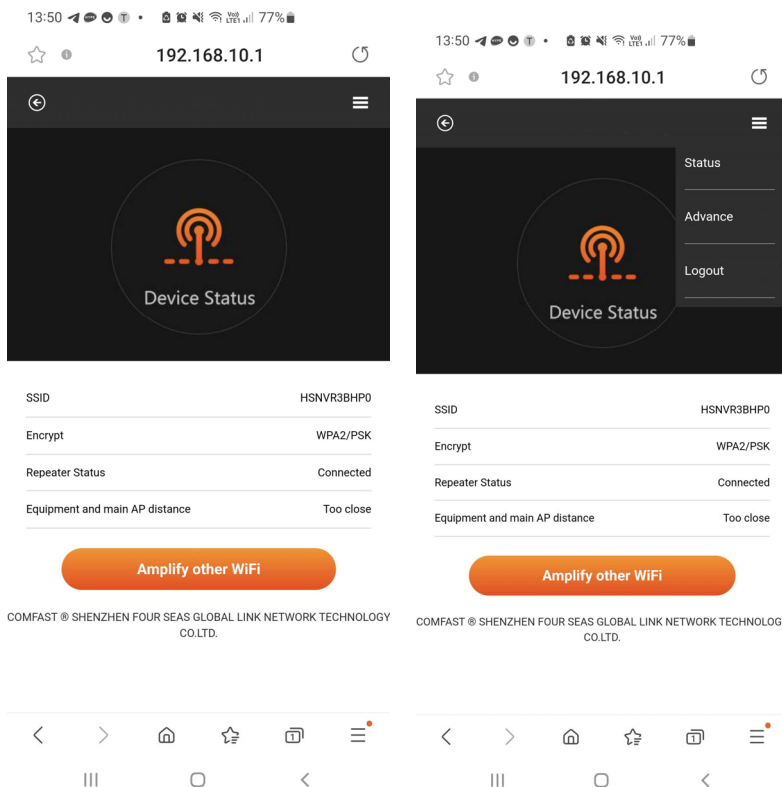 13:50
77%
192.168.10.1
Device Status
SSID HSNVR3BHP0
Encrypt WPA2/PSK
Repeater Status Connected
Equipment and main AP distance Too close
Amplify other WiFi
COMFAST ® SHENZHEN FOUR SEAS GLOBAL LINK NETWORK TECHNOLOGY
CO.LTD.
1
13:50
77%
192.168.10.1
Status
Advance
Logout
Device Status
SSID HSNVR3BHP0
Encrypt WPA2/PSK
Repeater Status Connected
Equipment and main AP distance Too close
Amplify other WiFi
COMFAST ® SHENZHEN FOUR SEAS GLOBAL LINK NETWORK TECHNOLOG
CO.LTD.
1